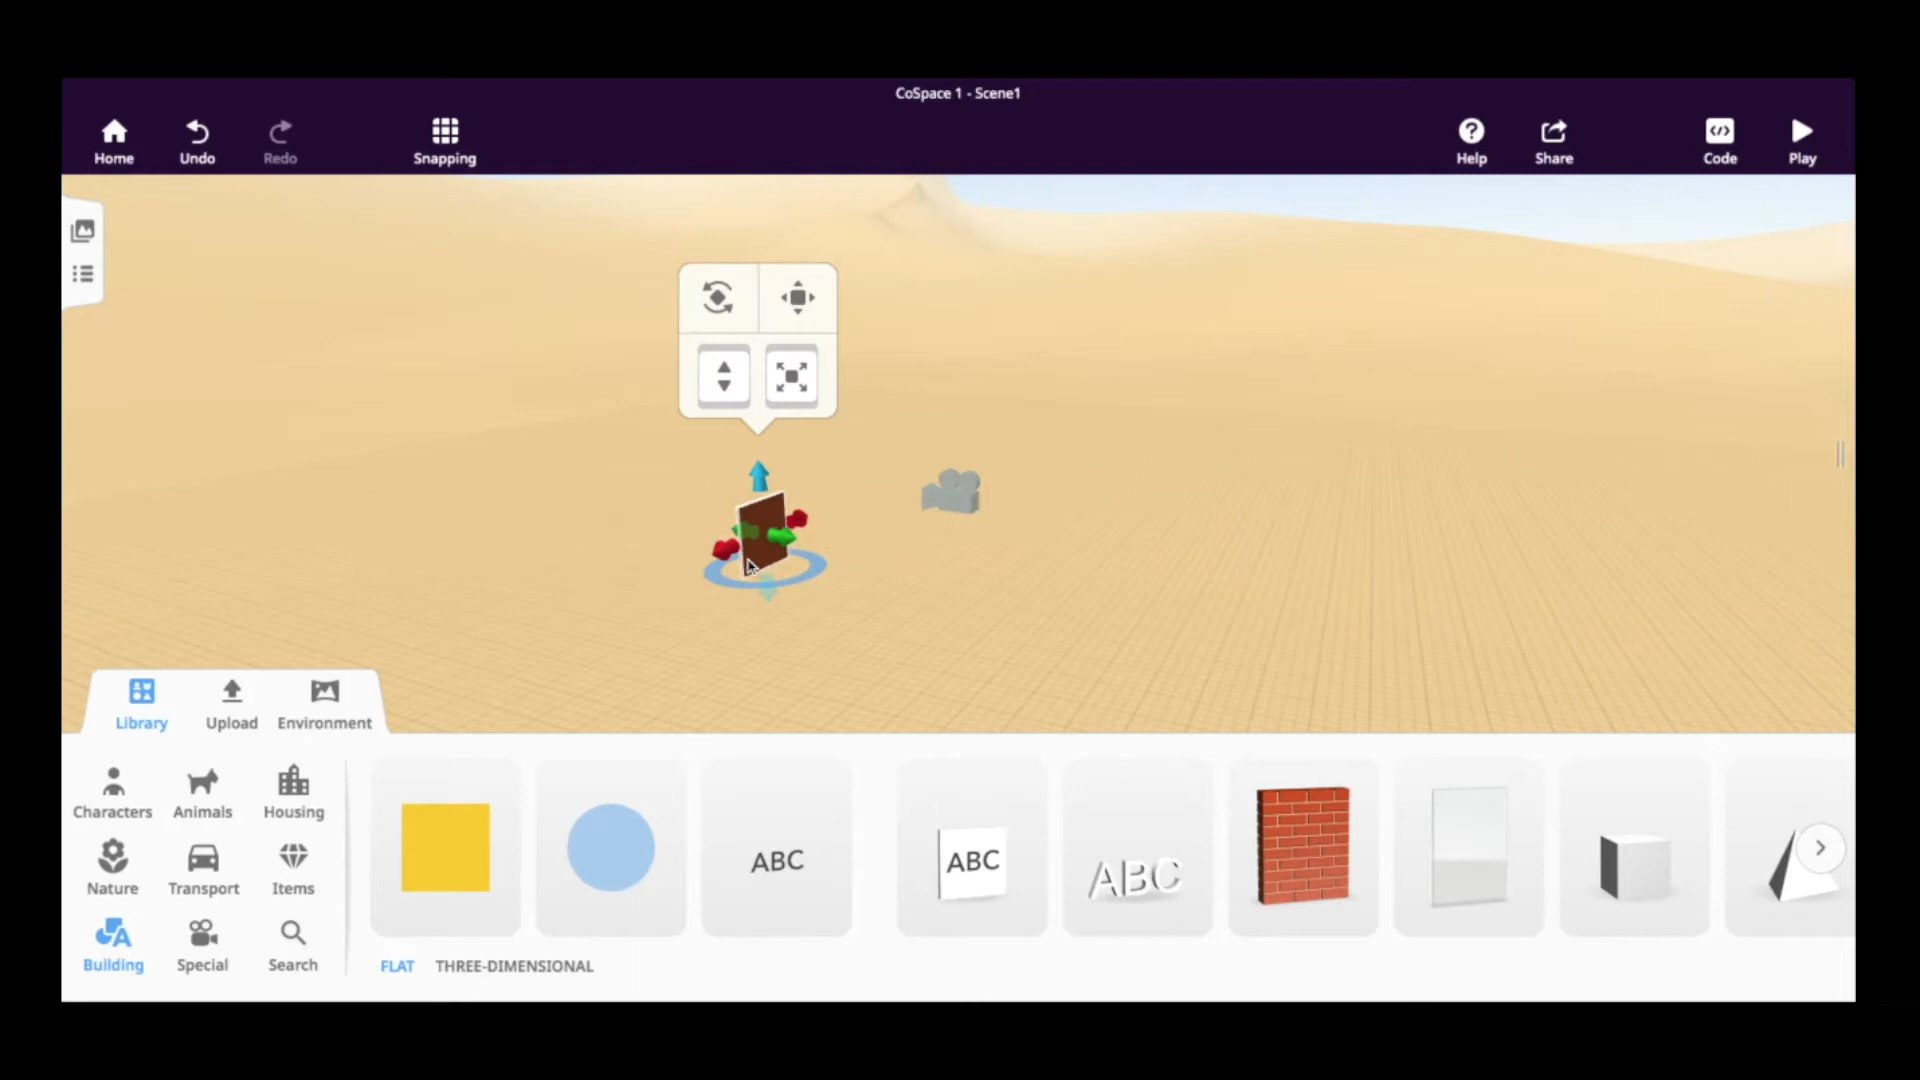 CoSpace 1 - Scene1
Home Undo Redo Snapping Help Share Code Play
Library Upload Environment
Characters Animals Housing
Nature Transport Items
Building Special Search
ABC ABC ABC
FLAT THREE-DIMENSIONAL